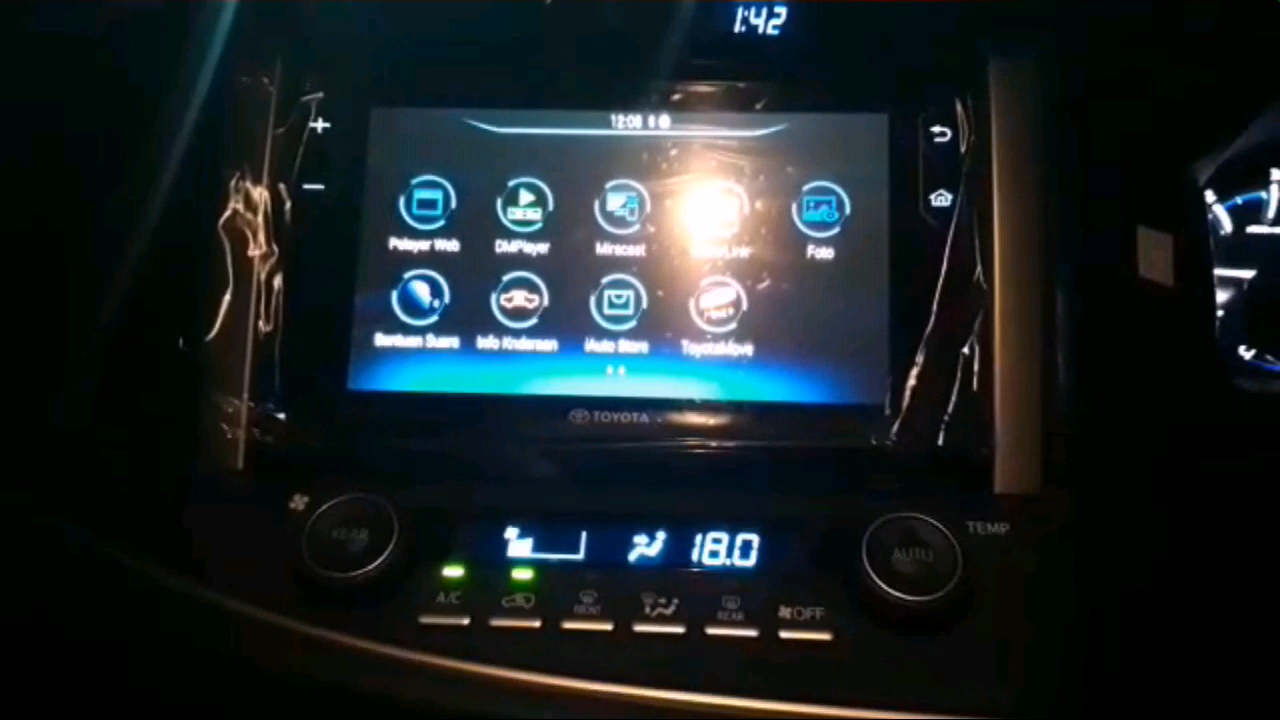 1:42
+
12:08
−
Pelayar Web
DMPlayer
Miracast
Foto
Bantuan Suara
Info Knderaan
iAuto Store
ToyotaMove
TOYOTA
REAR
18.0
AUTO
TEMP
A/C
FRONT
REAR
OFF